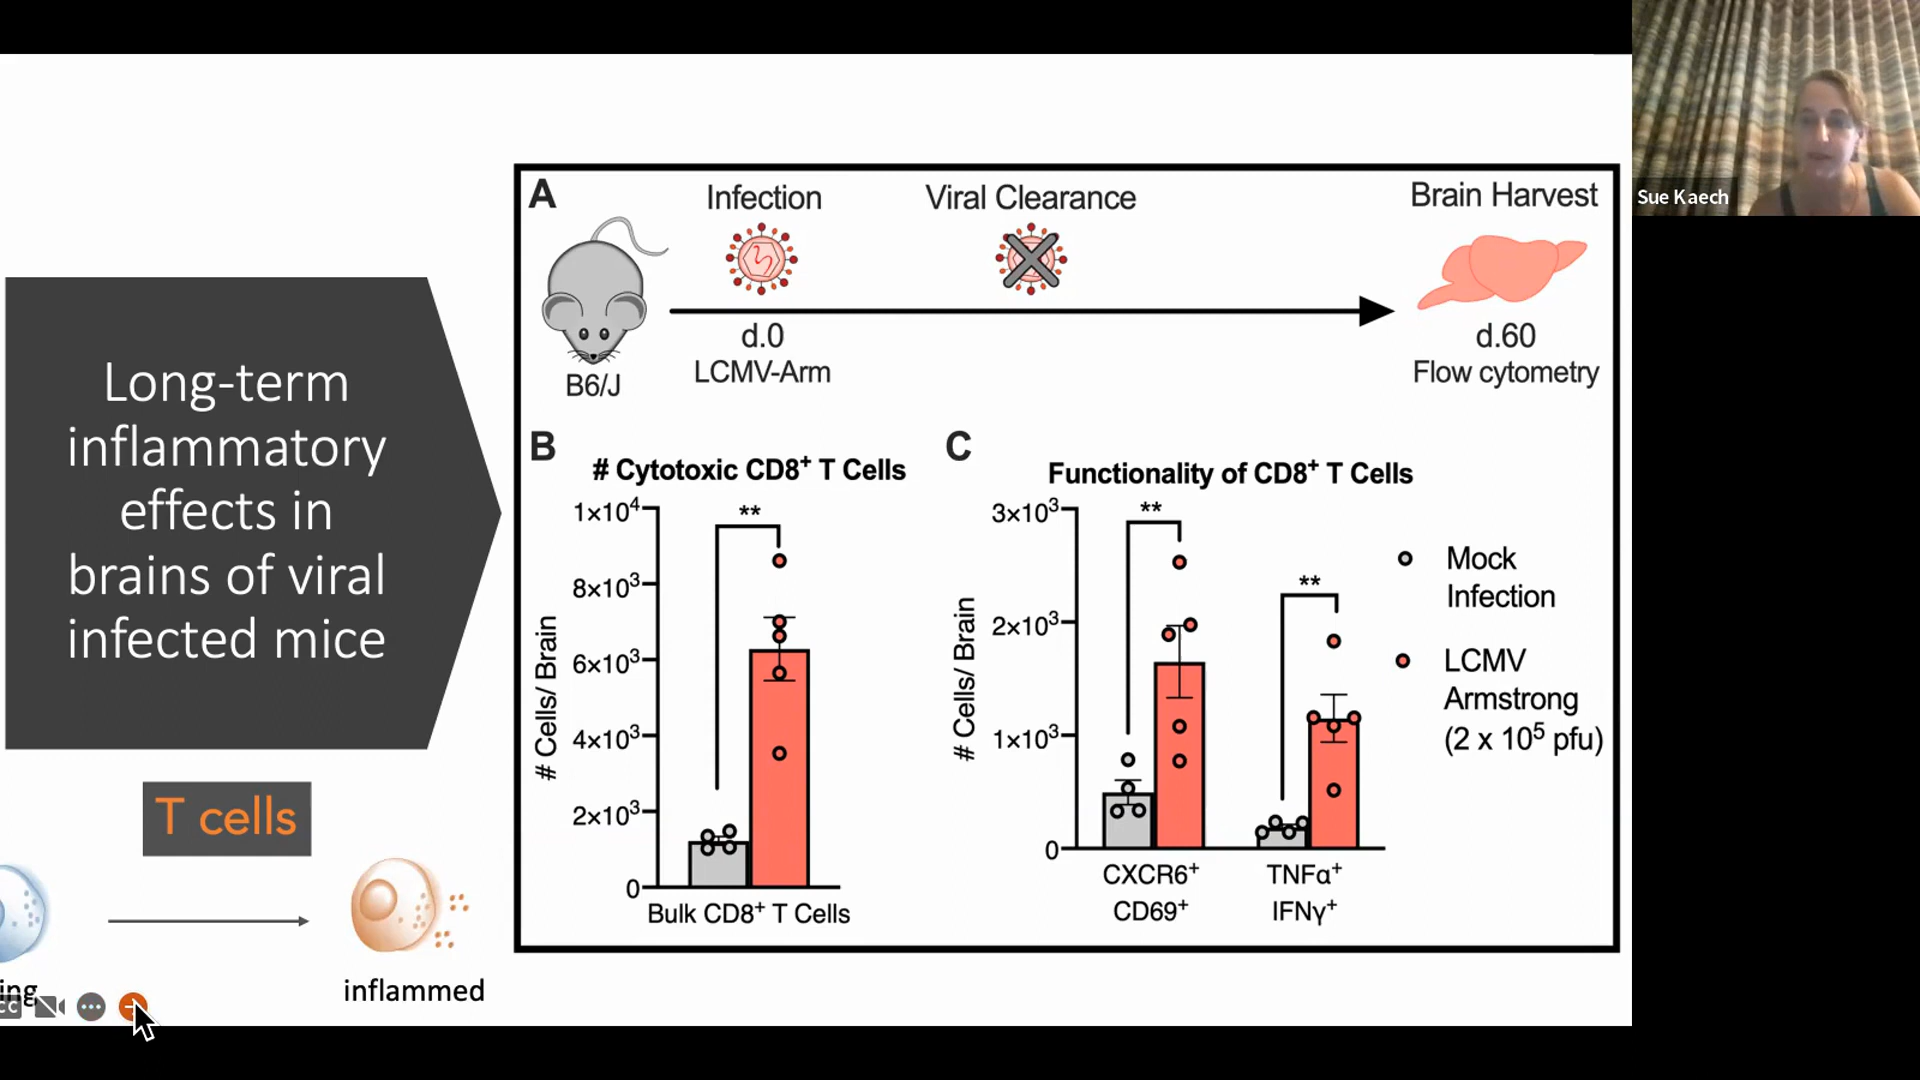 Long-term
inflammatory
effects in
brains of viral
infected mice
T cells
inflammed
A
Infection
Viral Clearance
Brain Harvest
d.0
LCMV-Arm
B6/J
d.60
Flow cytometry
B
# Cytotoxic CD8⁺ T Cells
**
# Cells/ Brain
1×10⁴
8×10³
6×10³
4×10³
2×10³
0
Bulk CD8⁺ T Cells
C
Functionality of CD8⁺ T Cells
**
**
# Cells/ Brain
3×10³
2×10³
1×10³
0
CXCR6⁺
CD69⁺
TNFα⁺
IFNγ⁺
Mock
Infection
LCMV
Armstrong
(2 x 10⁵ pfu)
Sue Kaech